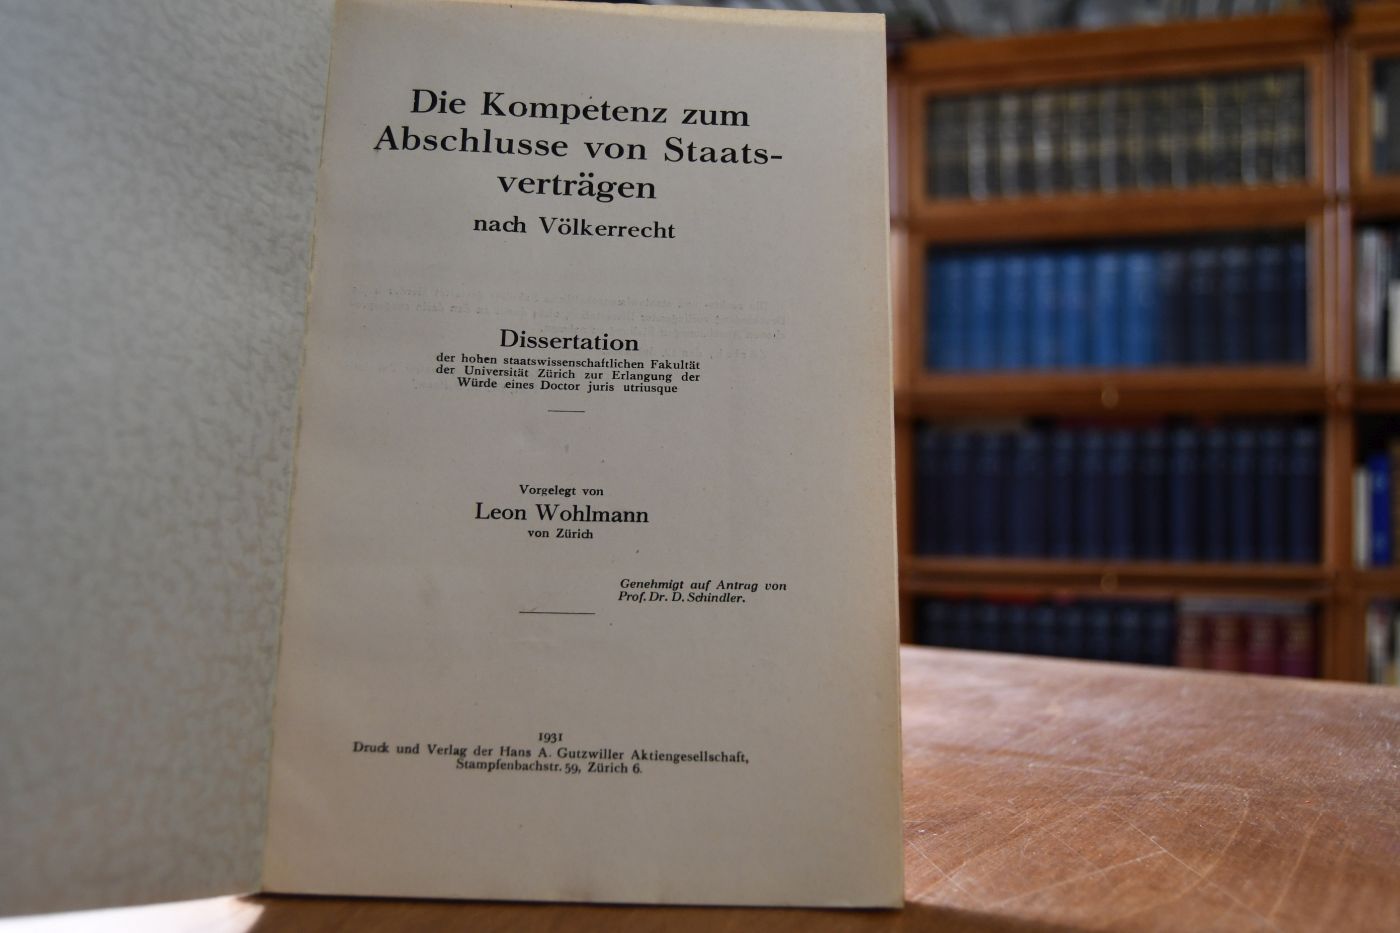 Die Kompetenz zum
Abschlusse von Staats-
verträgen
nach Völkerrecht
Dissertation
der hohen staatswissenschaftlichen Fakultät
der Universität Zürich zur Erlangung der
Würde eines Doctor juris utriusque
Vorgelegt von
Leon Wohlmann
von Zürich
Genehmigt auf Antrag von
Prof. Dr. D. Schindler.
1931
Druck und Verlag der Hans A. Gutzwiller Aktiengesellschaft,
Stampfenbachstr. 59, Zürich 6.